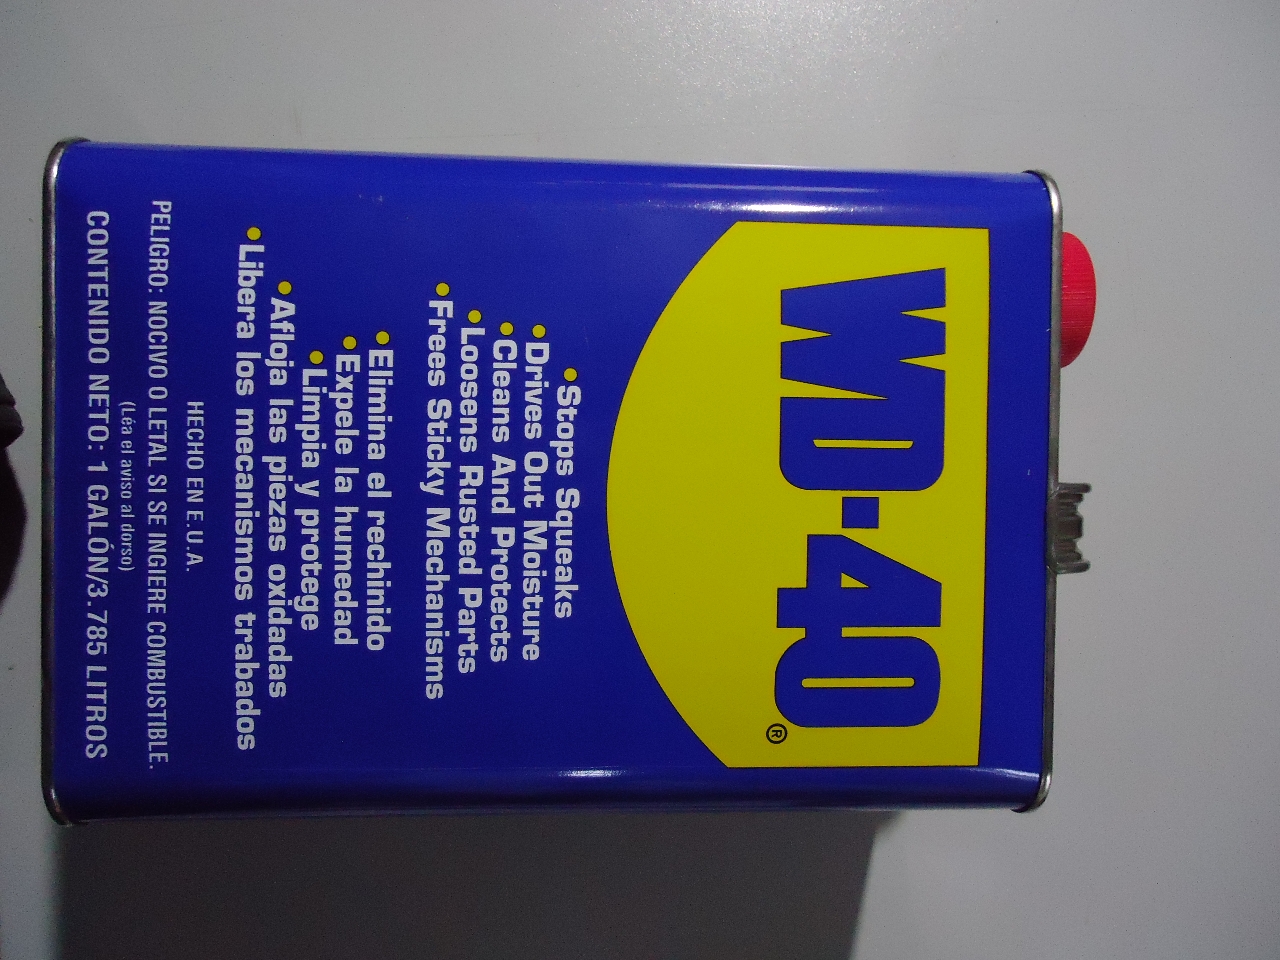 WD-40®
•Stops Squeaks
•Drives Out Moisture
•Cleans And Protects
•Loosens Rusted Parts
•Frees Sticky Mechanisms
•Elimina el rechinido
•Expele la humedad
•Limpia y protege
•Afloja las piezas oxidadas
•Libera los mecanismos trabados
HECHO EN E.U.A.
PELIGRO: NOCIVO O LETAL SI SE INGIERE COMBUSTIBLE.
(Léa el aviso al dorso)
CONTENIDO NETO: 1 GALÓN/3.785 LITROS